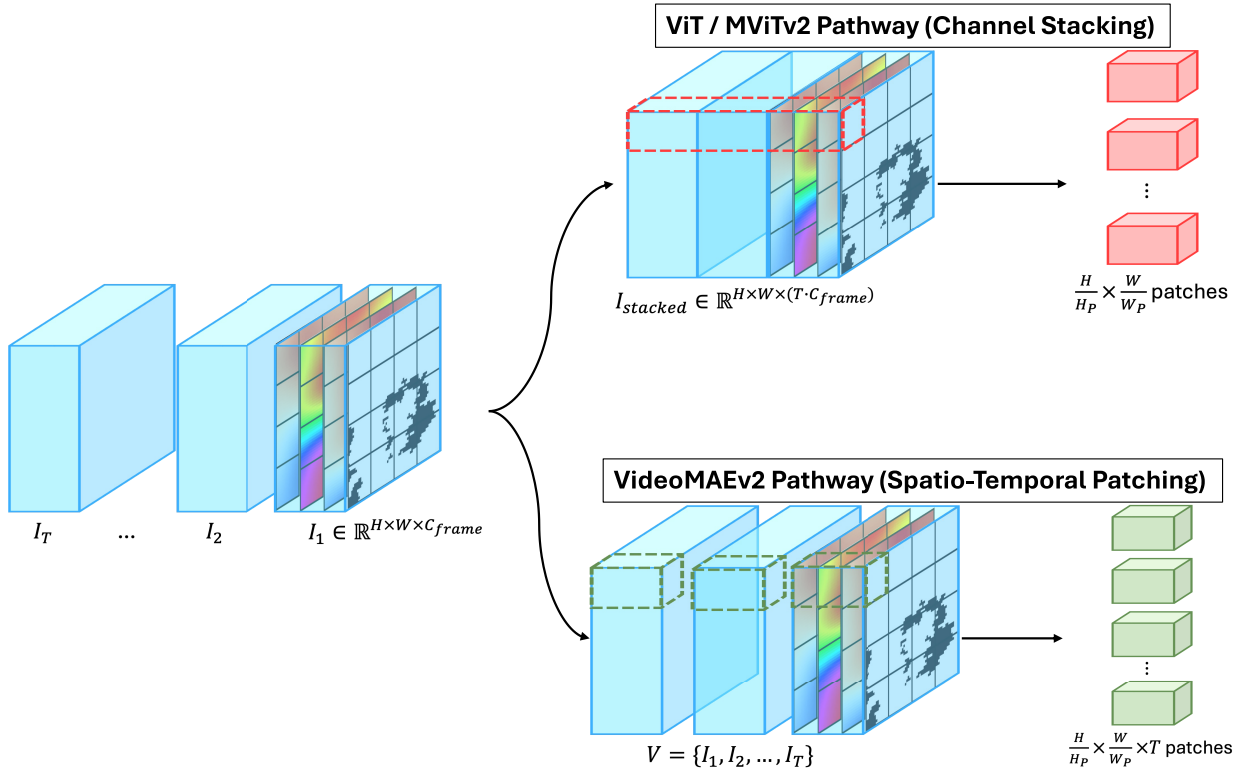 ViT / MViTv2 Pathway (Channel Stacking)
⋮
I_stacked ∈ ℝ^{H×W×(T·C_frame)}
H/H_P × W/W_P patches
I_T ... I_2 I_1 ∈ ℝ^{H×W×C_frame}
VideoMAEv2 Pathway (Spatio-Temporal Patching)
⋮
V = {I_1, I_2, ..., I_T}
H/H_P × W/W_P × T patches